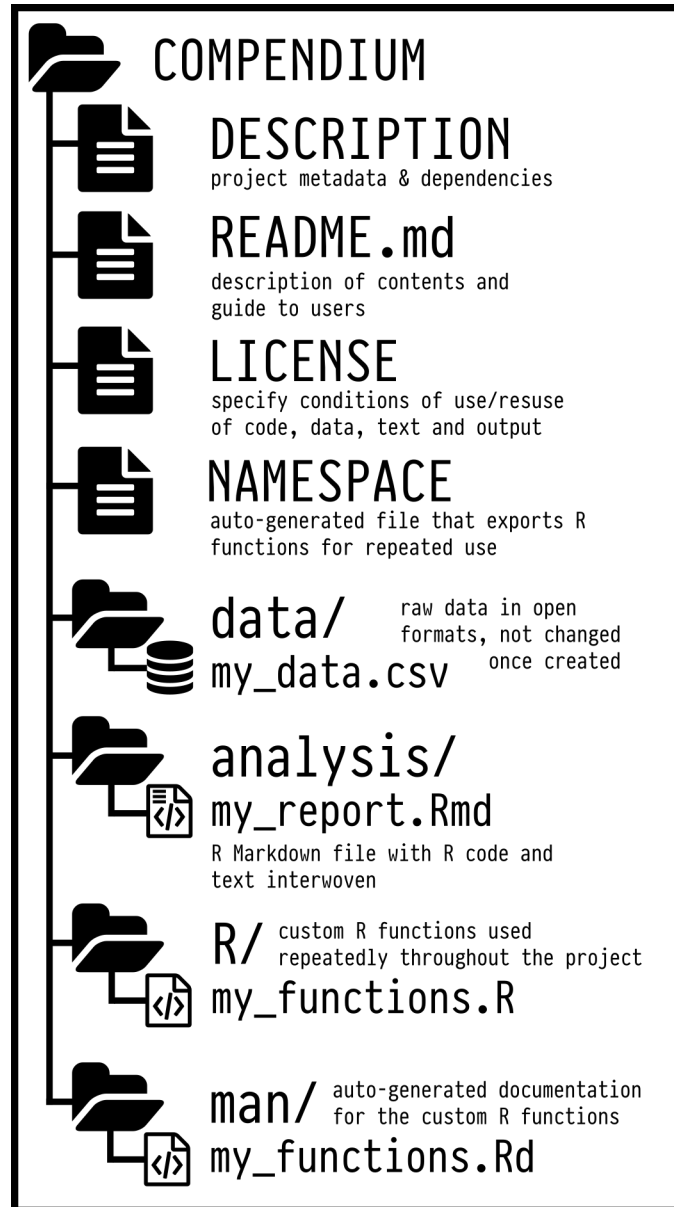 COMPENDIUM
DESCRIPTION
project metadata & dependencies
README.md
description of contents and
guide to users
LICENSE
specify conditions of use/resuse
of code, data, text and output
NAMESPACE
auto-generated file that exports R
functions for repeated use
data/
raw data in open
formats, not changed
once created
my_data.csv
analysis/
my_report.Rmd
R Markdown file with R code and
text interwoven
R/
custom R functions used
repeatedly throughout the project
my_functions.R
man/
auto-generated documentation
for the custom R functions
my_functions.Rd